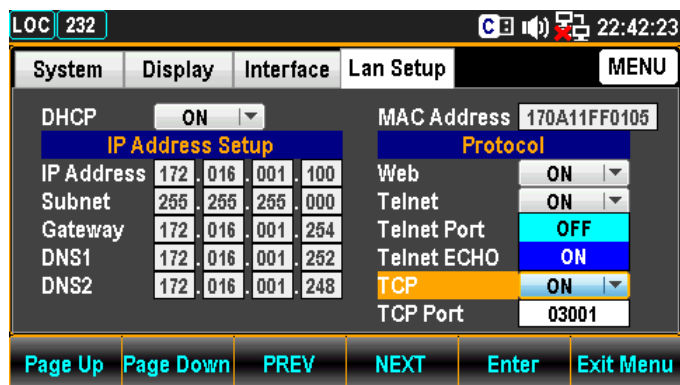 LOC 232 C 22:42:23
System Display Interface Lan Setup MENU
DHCP ON
IP Address Setup
IP Address 172 . 016 . 001 . 100
Subnet 255 . 255 . 255 . 000
Gateway 172 . 016 . 001 . 254
DNS1 172 . 016 . 001 . 252
DNS2 172 . 016 . 001 . 248
MAC Address 170A11FF0105
Protocol
Web ON
Telnet ON
Telnet Port OFF
Telnet ECHO ON
TCP ON
TCP Port 03001
Page Up Page Down PREV NEXT Enter Exit Menu